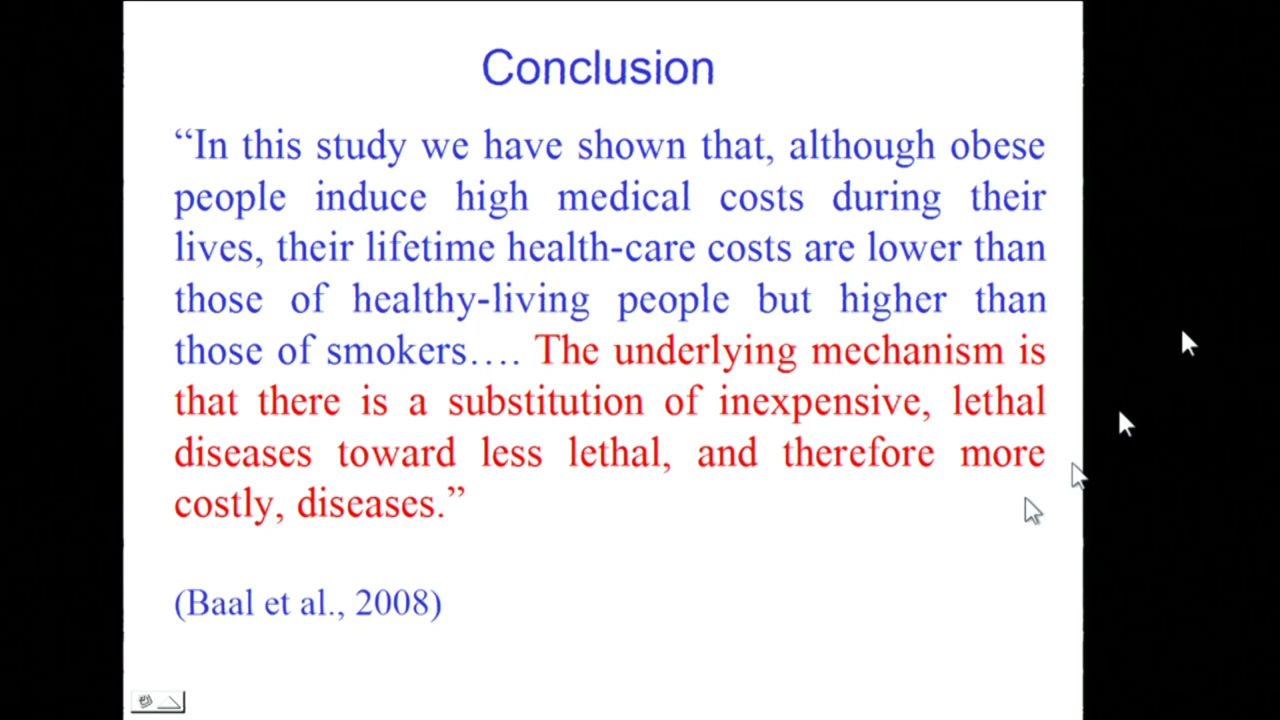 Conclusion
“In this study we have shown that, although obese
people induce high medical costs during their
lives, their lifetime health-care costs are lower than
those of healthy-living people but higher than
those of smokers…. The underlying mechanism is
that there is a substitution of inexpensive, lethal
diseases toward less lethal, and therefore more
costly, diseases.”
(Baal et al., 2008)